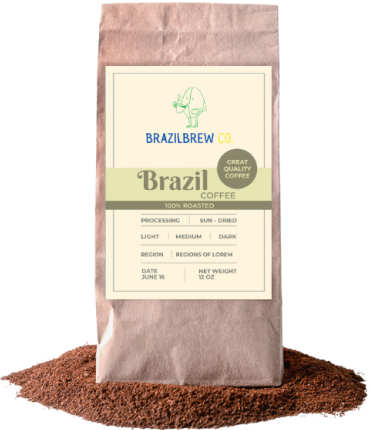 BRAZILBREW CO.
GREAT
QUALITY
COFFEE
Brazil
COFFEE
100% ROASTED
PROCESSING SUN - DRIED
LIGHT MEDIUM DARK
REGION REGIONS OF LOREM
DATE NET WEIGHT
JUNE 16 12 OZ